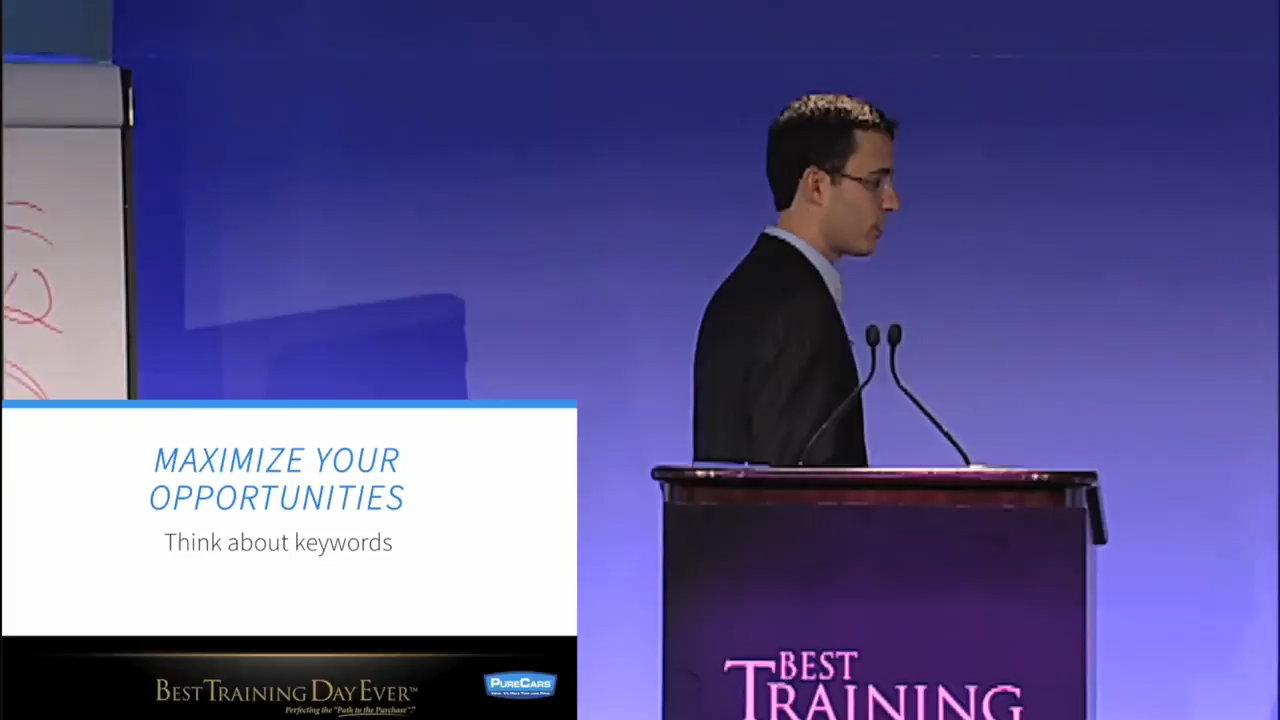 MAXIMIZE YOUR
OPPORTUNITIES
Think about keywords
BEST TRAINING DAY EVER™
Perfecting the "Path to the Purchase".™
PURECARS
BEST
TRAINING